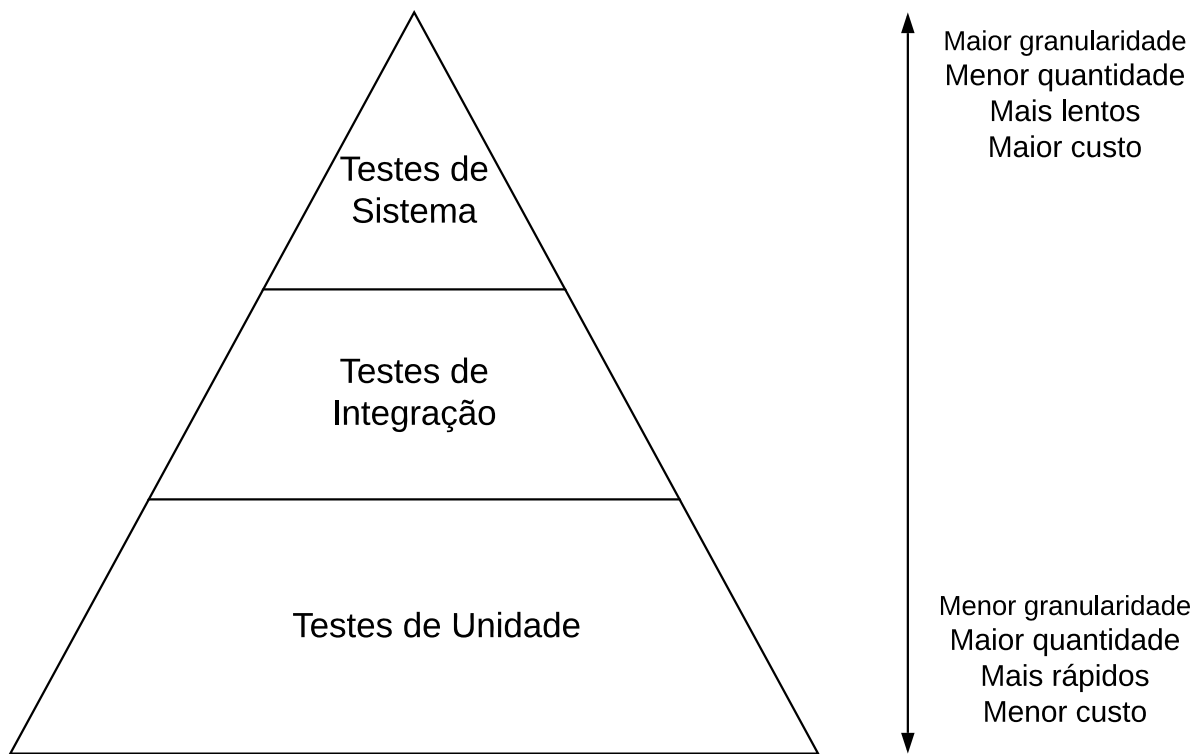 Maior granularidade
Menor quantidade
Mais lentos
Maior custo
Testes de
Sistema
Testes de
Integração
Testes de Unidade
Menor granularidade
Maior quantidade
Mais rápidos
Menor custo